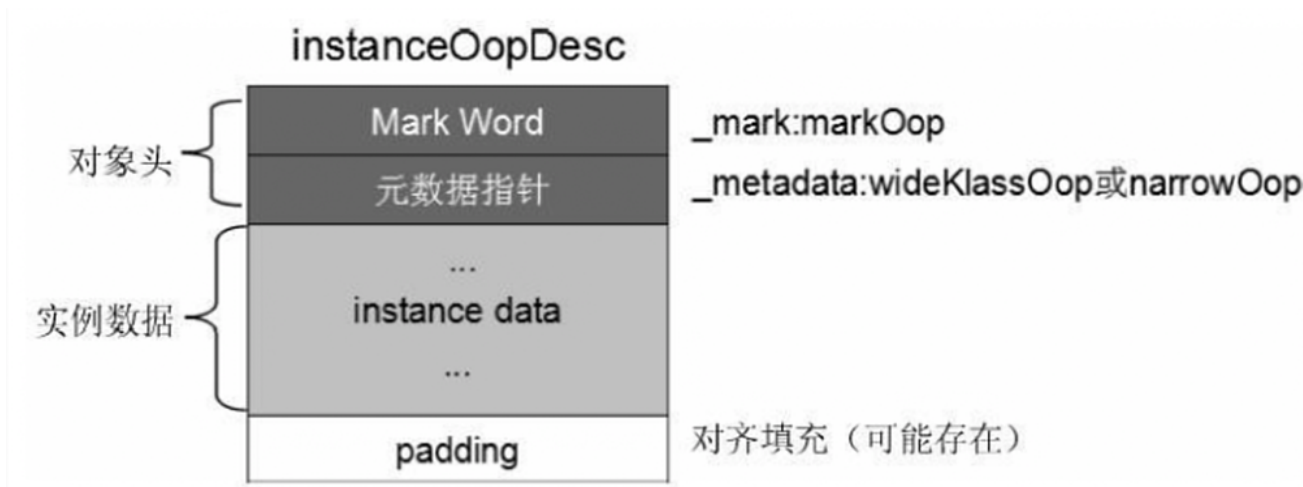 instanceOopDesc
对象头
Mark Word
_mark:markOop
元数据指针
_metadata:wideKlassOop或narrowOop
实例数据
...
instance data
...
padding
对齐填充（可能存在）